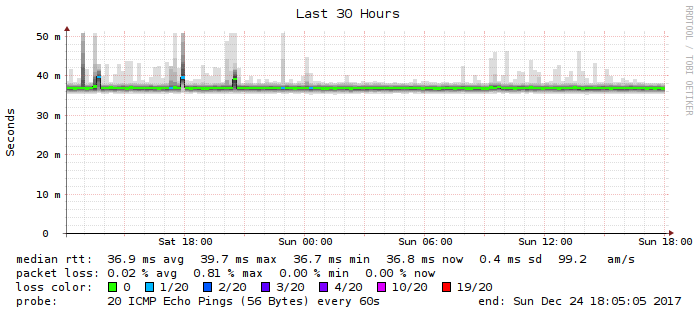 Last 30 Hours
RRDTOOL / TOBI OETIKER
Seconds
50 m
40 m
30 m
20 m
10 m
0
Sat 18:00 Sun 00:00 Sun 06:00 Sun 12:00 Sun 18:00
median rtt: 36.9 ms avg 39.7 ms max 36.7 ms min 36.8 ms now 0.4 ms sd 99.2 am/s
packet loss: 0.02 % avg 0.81 % max 0.00 % min 0.00 % now
loss color: 0 1/20 2/20 3/20 4/20 10/20 19/20
probe: 20 ICMP Echo Pings (56 Bytes) every 60s end: Sun Dec 24 18:05:05 2017